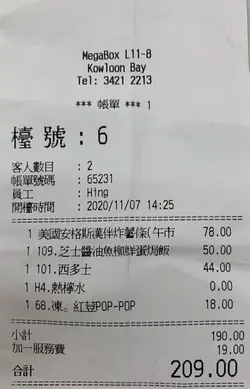 MegaBox L11-8
Kowloon Bay
Tel: 3421 2213
*** 帳單 *** 1
檯號：6
客人數目 : 2
帳單號碼 : 65231
員工 : Hing
開檯時間 : 2020/11/07 14:25
1 美國安格斯漢伴炸薯條(午市 78.00
1 109.芝士醬油魚柳鮮蛋焗飯 50.00
1 101.西多士 44.00
1 H4.熱檸水 0.00
1 68.凍。紅豆POP-POP 18.00
小計 190.00
加一服務費 19.00
合計 209.00